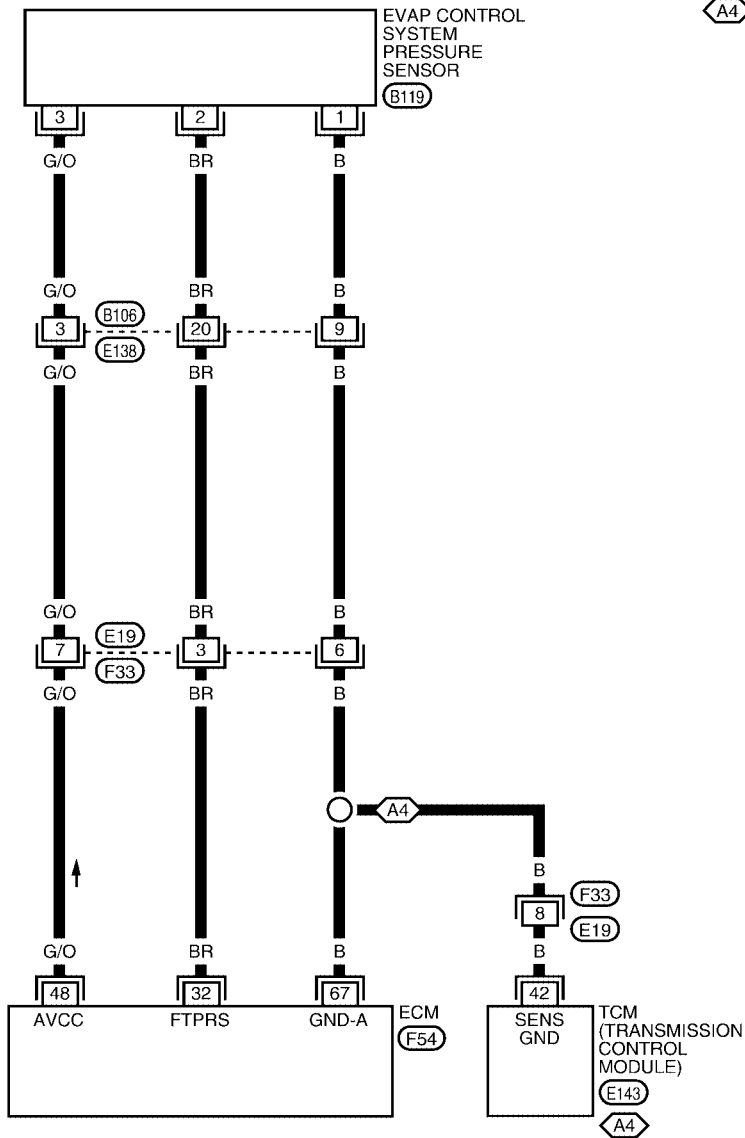 A4
EVAP CONTROL
SYSTEM
PRESSURE
SENSOR
B119
3 2 1
G/O BR B
G/O BR B
B106
3 20 9
E138
G/O BR B
G/O BR B
E19
7 3 6
F33
G/O BR B
A4
B
F33
8
E19
G/O BR B B
48 32 67 42
AVCC FTPRS GND-A
ECM
F54
SENS
GND
TCM
(TRANSMISSION
CONTROL
MODULE)
E143
A4